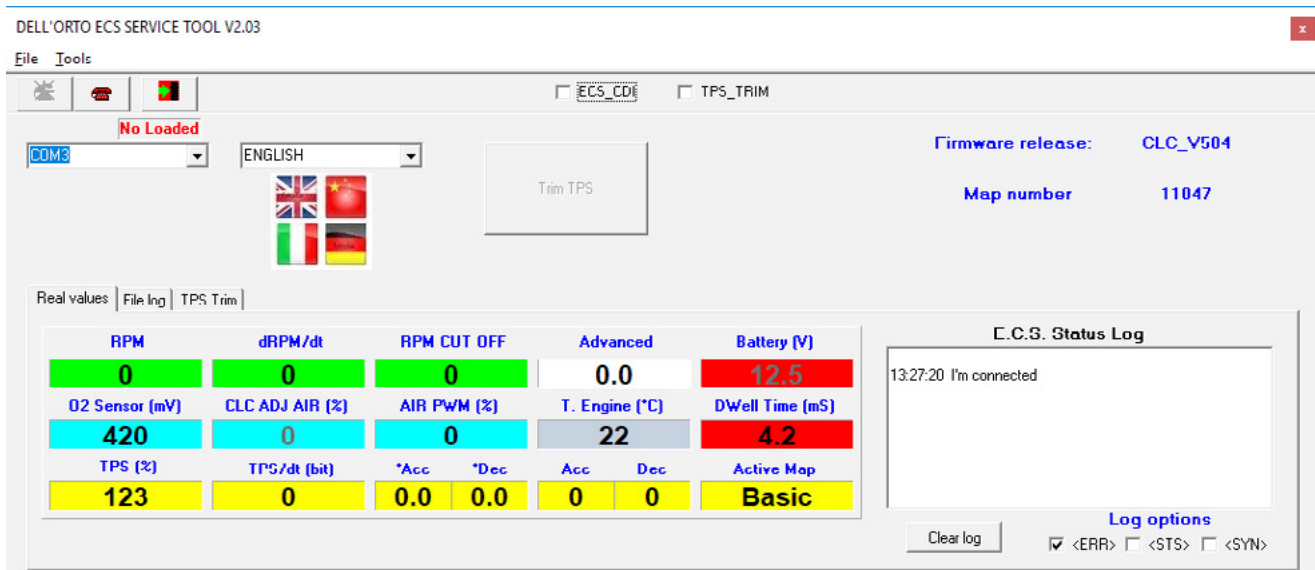 DELL'ORTO ECS SERVICE TOOL V2.03
x
File Tools
ECS_CDI TPS_TRIM
No Loaded
COM3 ENGLISH
Trim TPS
Firmware release: CLC_V504
Map number 11047
Real values File log TPS Trim
RPM dRPM/dt RPM CUT OFF Advanced Battery (V)
0 0 0 0.0 12.5
O2 Sensor (mV) CLC ADJ AIR (%) AIR PWM (%) T. Engine (°C) DWell Time (mS)
420 0 0 22 4.2
TPS (%) TPS/dt (bit) °Acc °Dec Acc Dec Active Map
123 0 0.0 0.0 0 0 Basic
E.C.S. Status Log
13:27:20 I'm connected
Clear log
Log options
<ERR> <STS> <SYN>